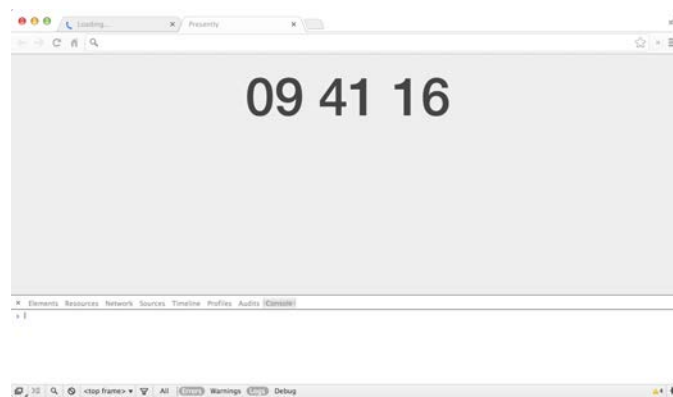 Loading...
Presently
09 41 16
Elements Resources Network Sources Timeline Profiles Audits Console
<top frame> All Errors Warnings Logs Debug
4